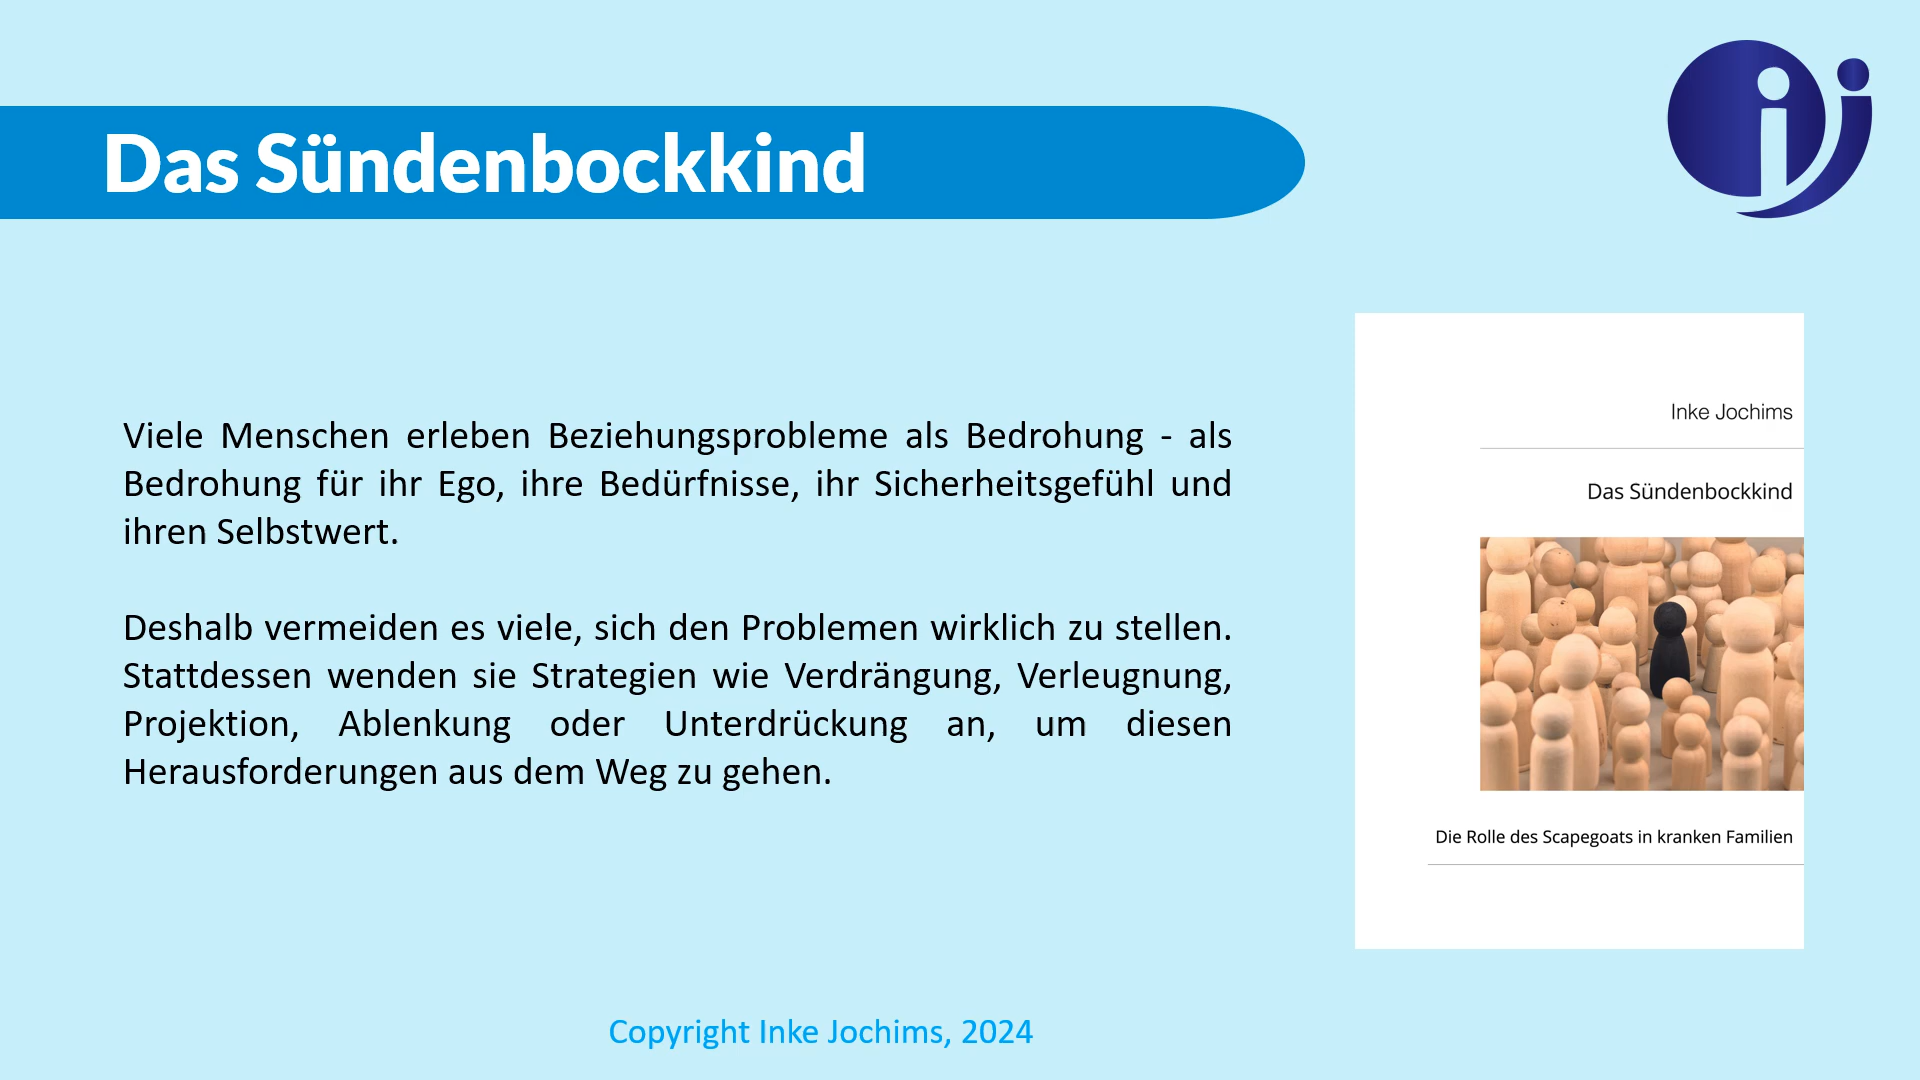 Das Sündenbockkind
Viele Menschen erleben Beziehungsprobleme als Bedrohung - als
Bedrohung für ihr Ego, ihre Bedürfnisse, ihr Sicherheitsgefühl und
ihren Selbstwert.
Deshalb vermeiden es viele, sich den Problemen wirklich zu stellen.
Stattdessen wenden sie Strategien wie Verdrängung, Verleugnung,
Projektion, Ablenkung oder Unterdrückung an, um diesen
Herausforderungen aus dem Weg zu gehen.
Inke Jochims
Das Sündenbockkind
Die Rolle des Scapegoats in kranken Familien
Copyright Inke Jochims, 2024